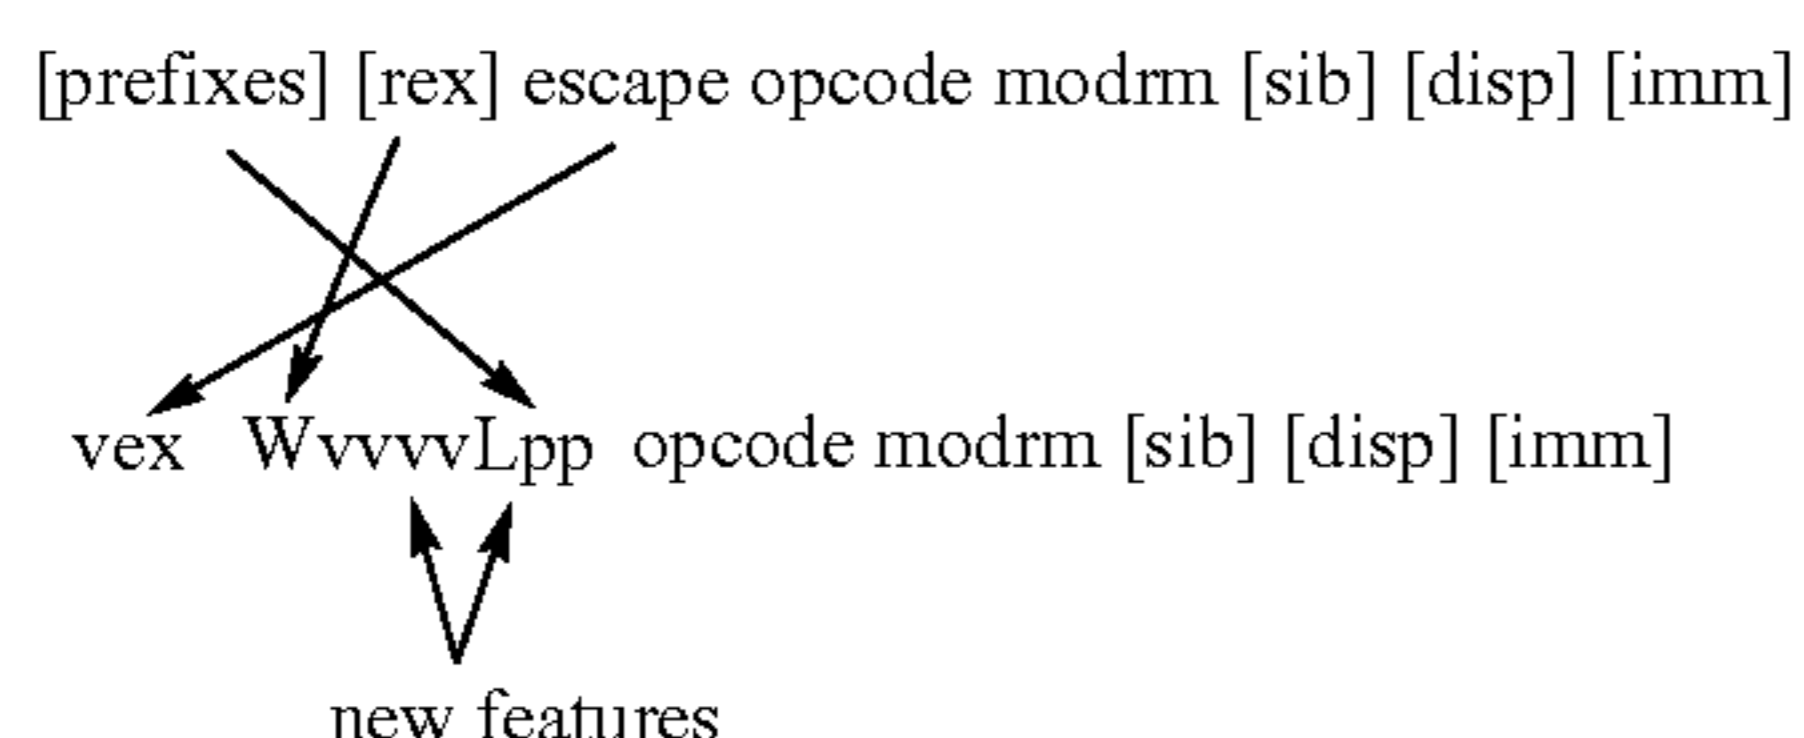 [prefixes] [rex] escape opcode modrm [sib] [disp] [imm]
vex WvvvvLpp opcode modrm [sib] [disp] [imm]
new features